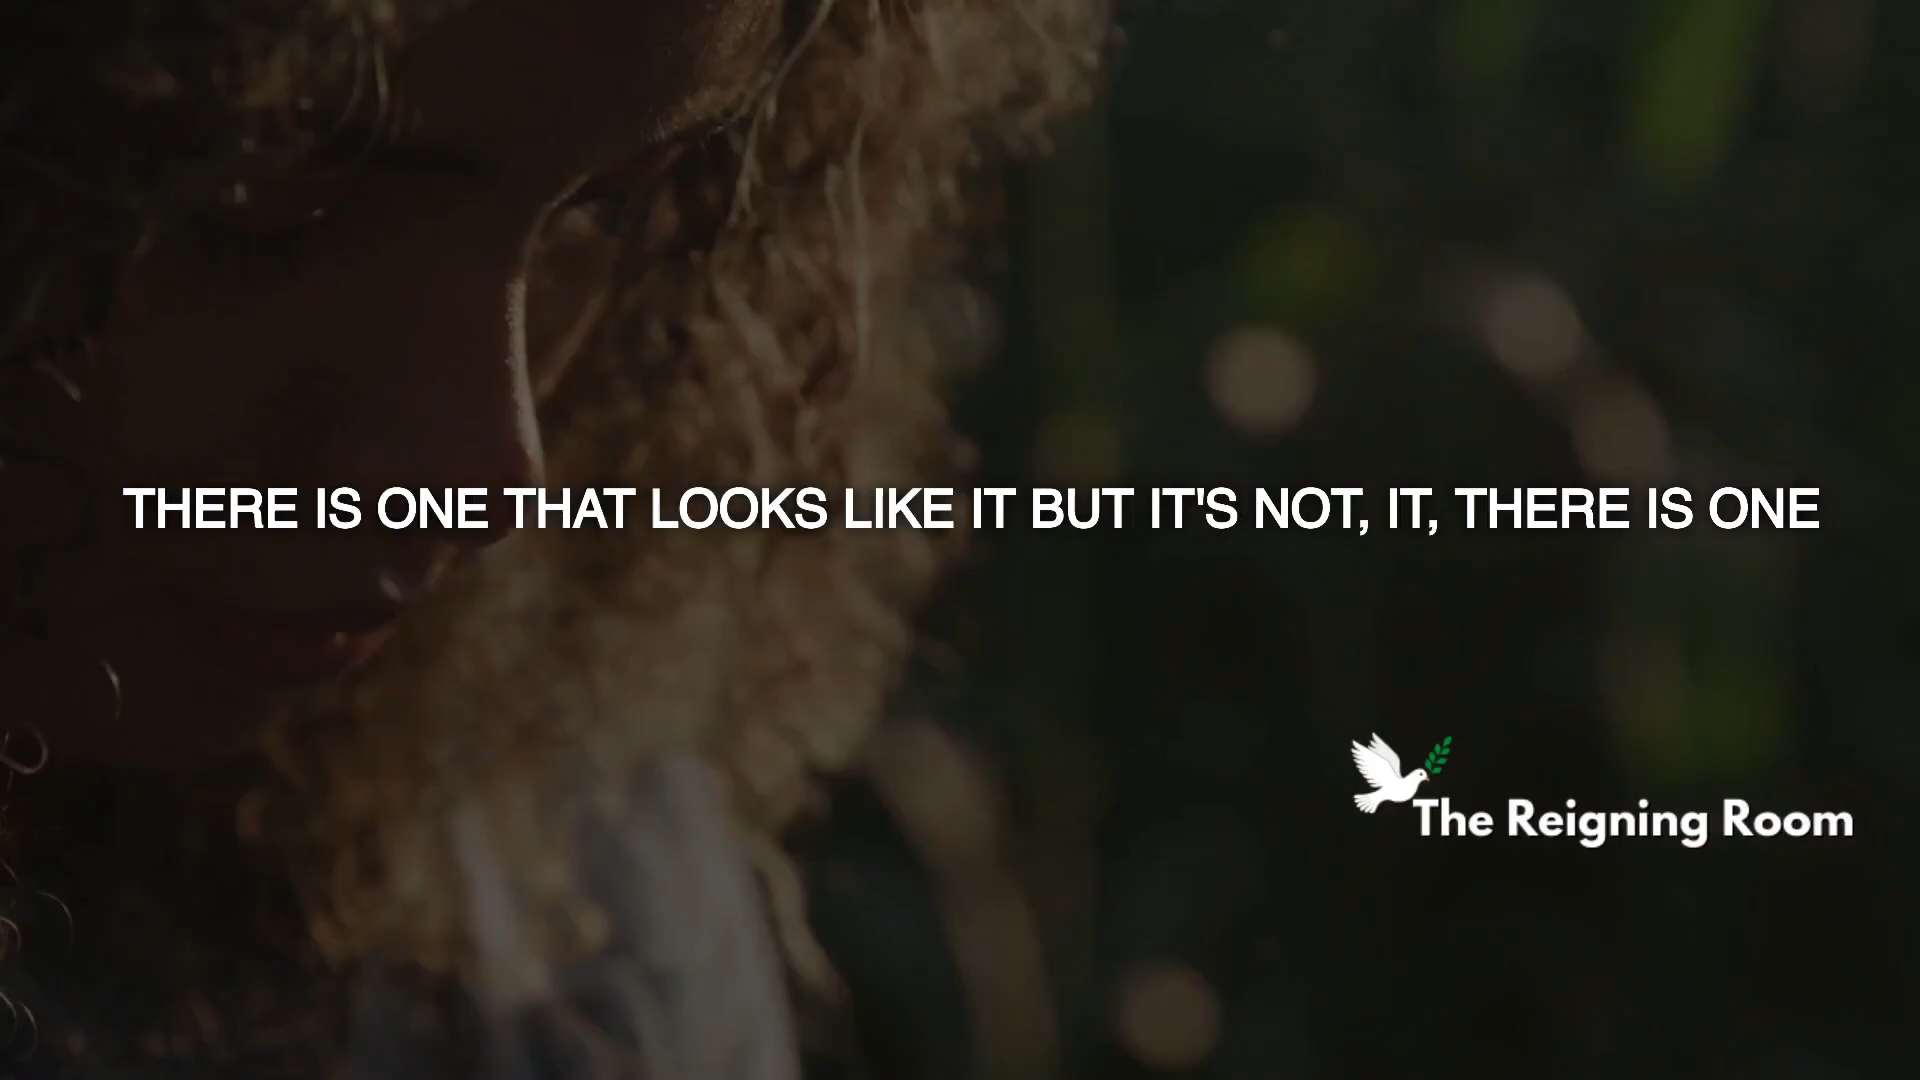 THERE IS ONE THAT LOOKS LIKE IT BUT IT'S NOT, IT, THERE IS ONE
The Reigning Room